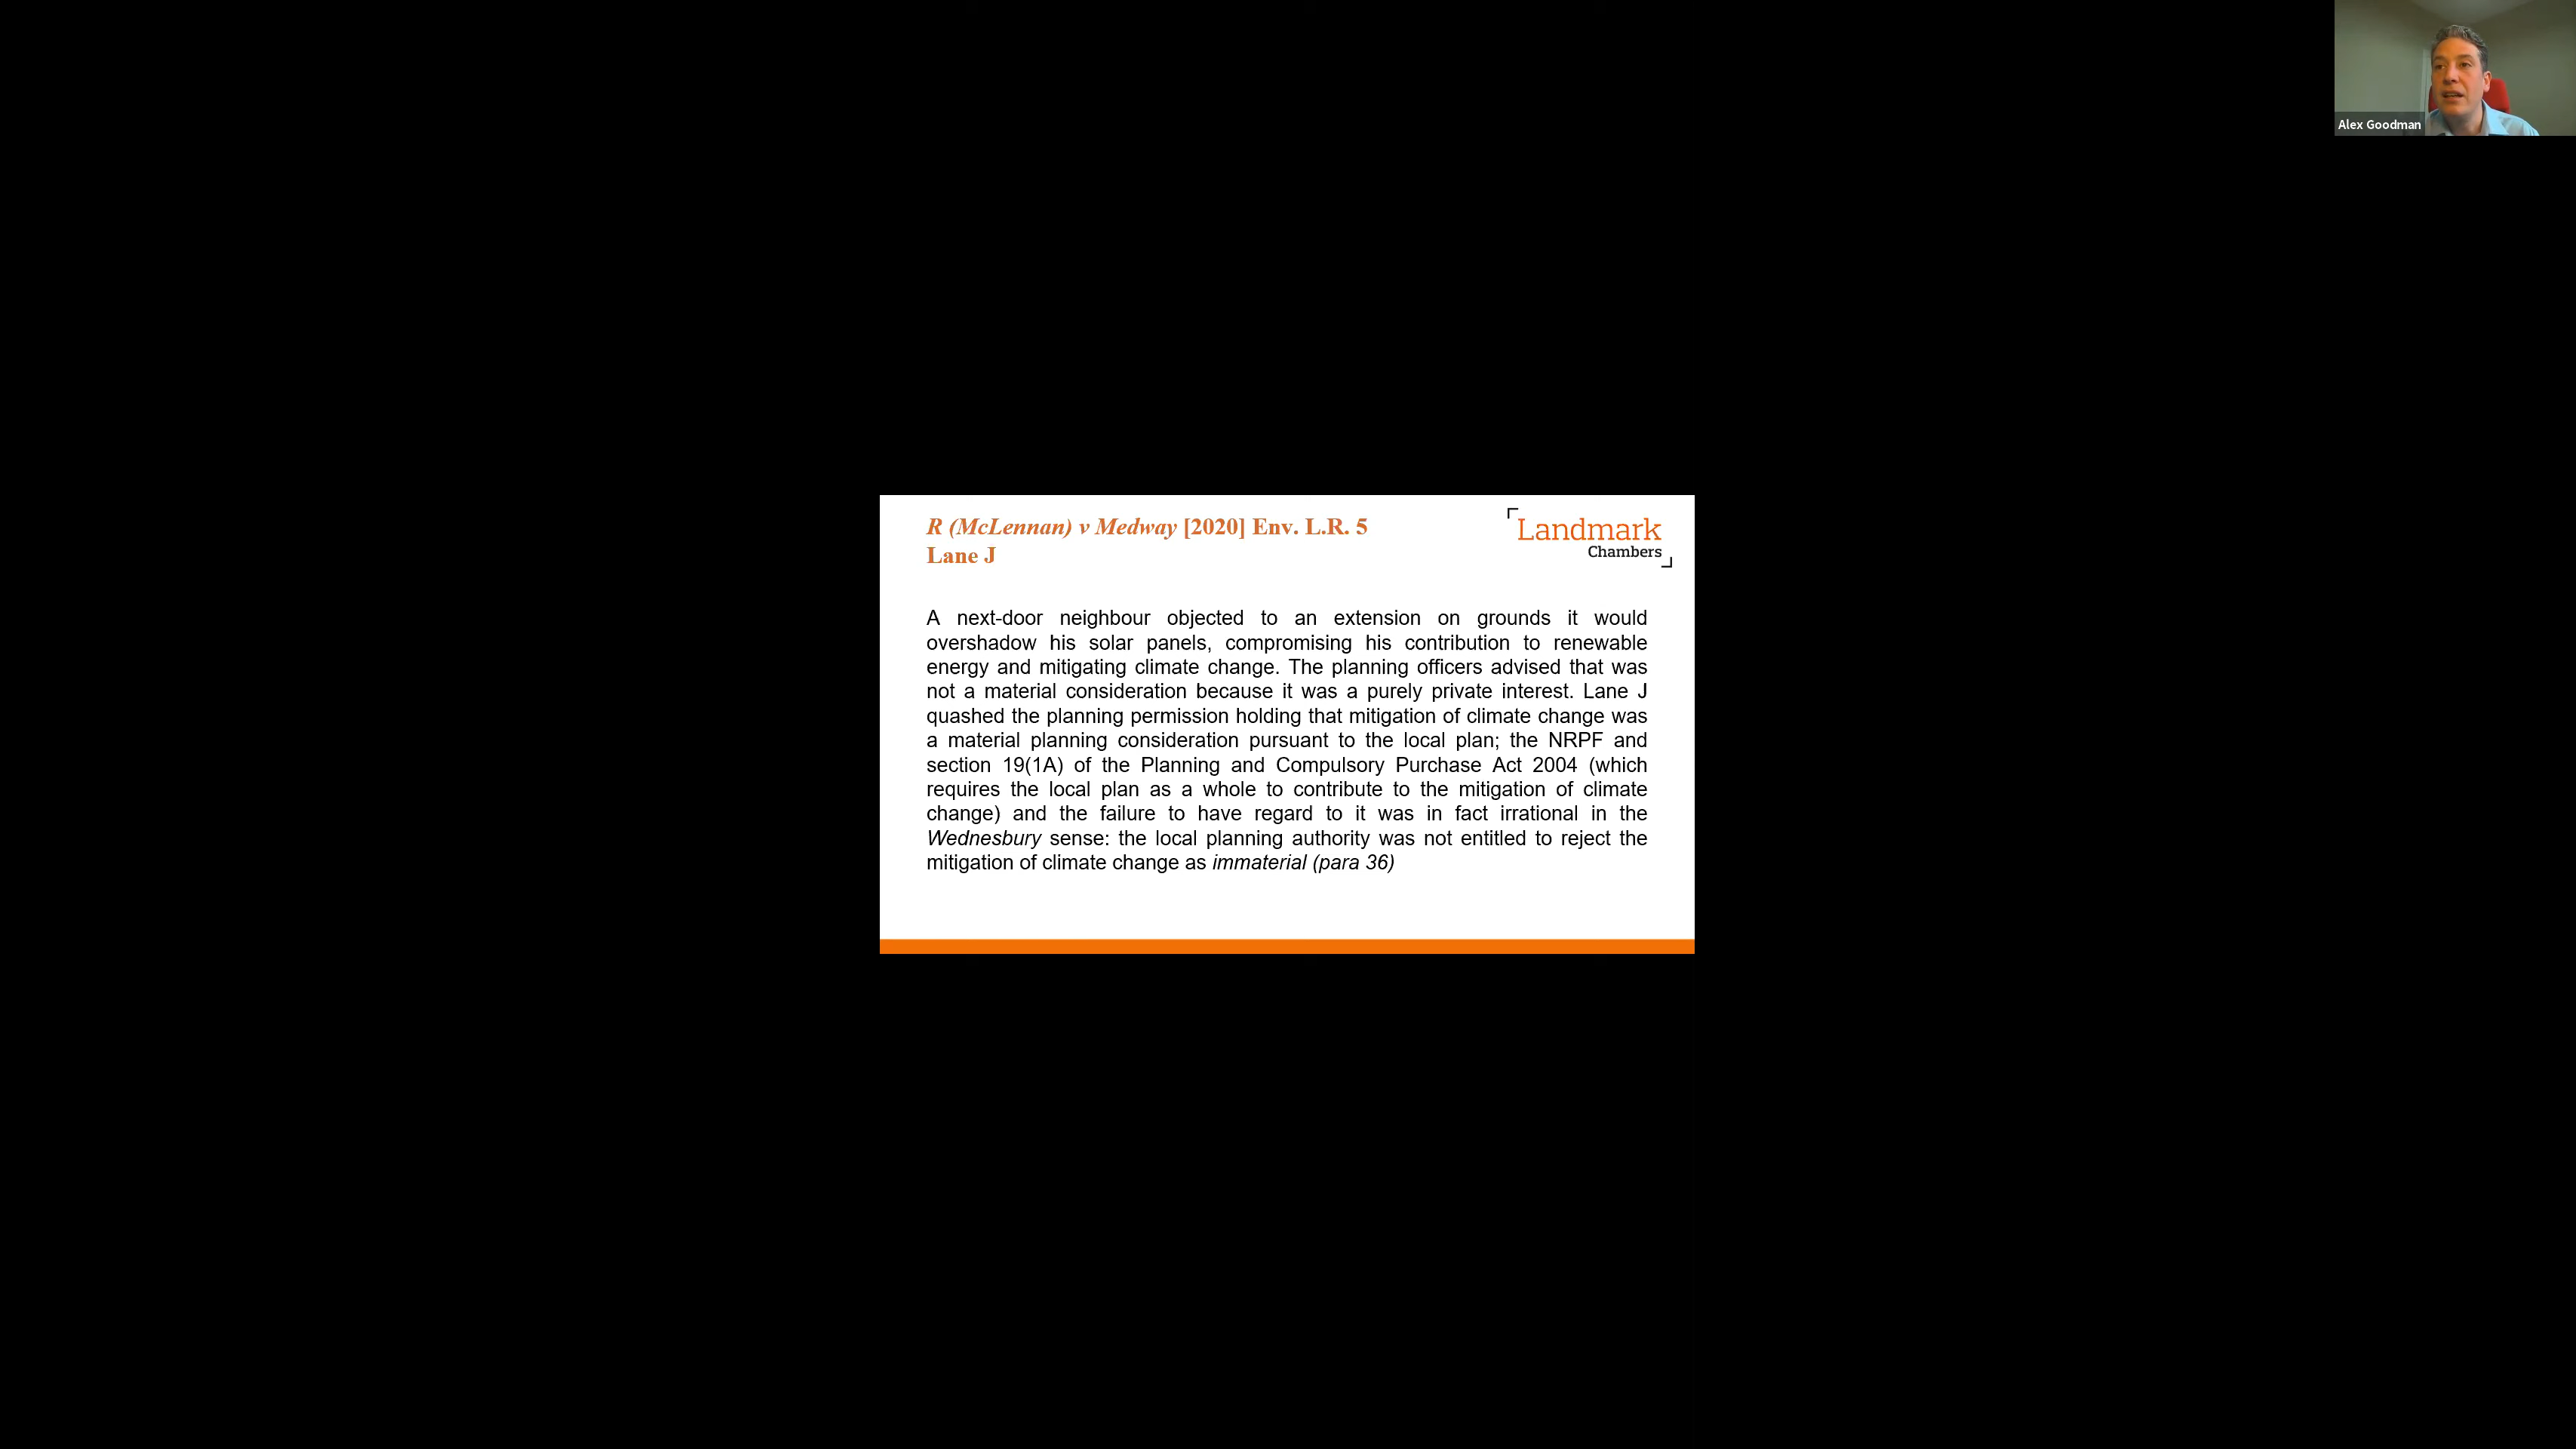 Alex Goodman
R (McLennan) v Medway [2020] Env. L.R. 5
Lane J
Landmark
Chambers
A next-door neighbour objected to an extension on grounds it would
overshadow his solar panels, compromising his contribution to renewable
energy and mitigating climate change. The planning officers advised that was
not a material consideration because it was a purely private interest. Lane J
quashed the planning permission holding that mitigation of climate change was
a material planning consideration pursuant to the local plan; the NRPF and
section 19(1A) of the Planning and Compulsory Purchase Act 2004 (which
requires the local plan as a whole to contribute to the mitigation of climate
change) and the failure to have regard to it was in fact irrational in the
Wednesbury sense: the local planning authority was not entitled to reject the
mitigation of climate change as immaterial (para 36)